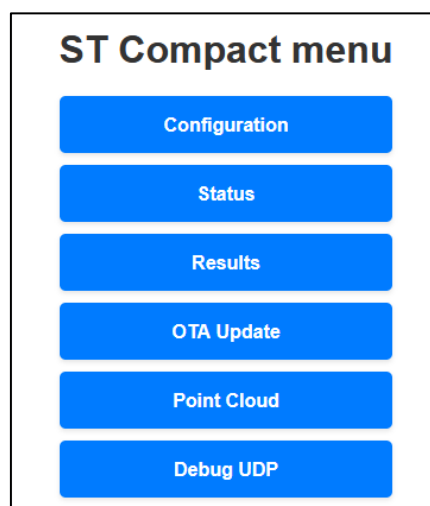 ST Compact menu
Configuration
Status
Results
OTA Update
Point Cloud
Debug UDP